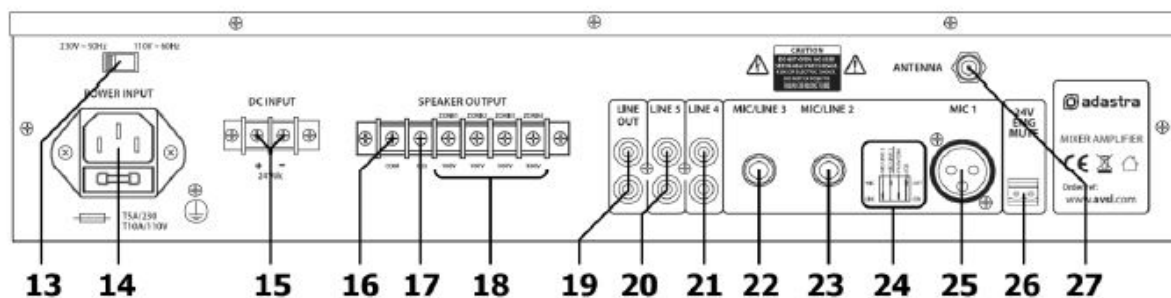 230V~50Hz 110V~60Hz
POWER INPUT
DC INPUT
+ -
SPEAKER OUTPUT
ZONE1 ZONE2 ZONE3 ZONE4
COM
100V 100V 100V 100V
T5A/230
T10A/110V
CAUTION
ANTENNA
LINE OUT
LINE 5
LINE 4
MIC/LINE 3
MIC/LINE 2
MIC 1
24V
EMG
MUTE
adastra
MIXER AMPLIFIER
CE
Order ref:
www.avsl.com
13 14 15 16 17 18 19 20 21 22 23 24 25 26 27